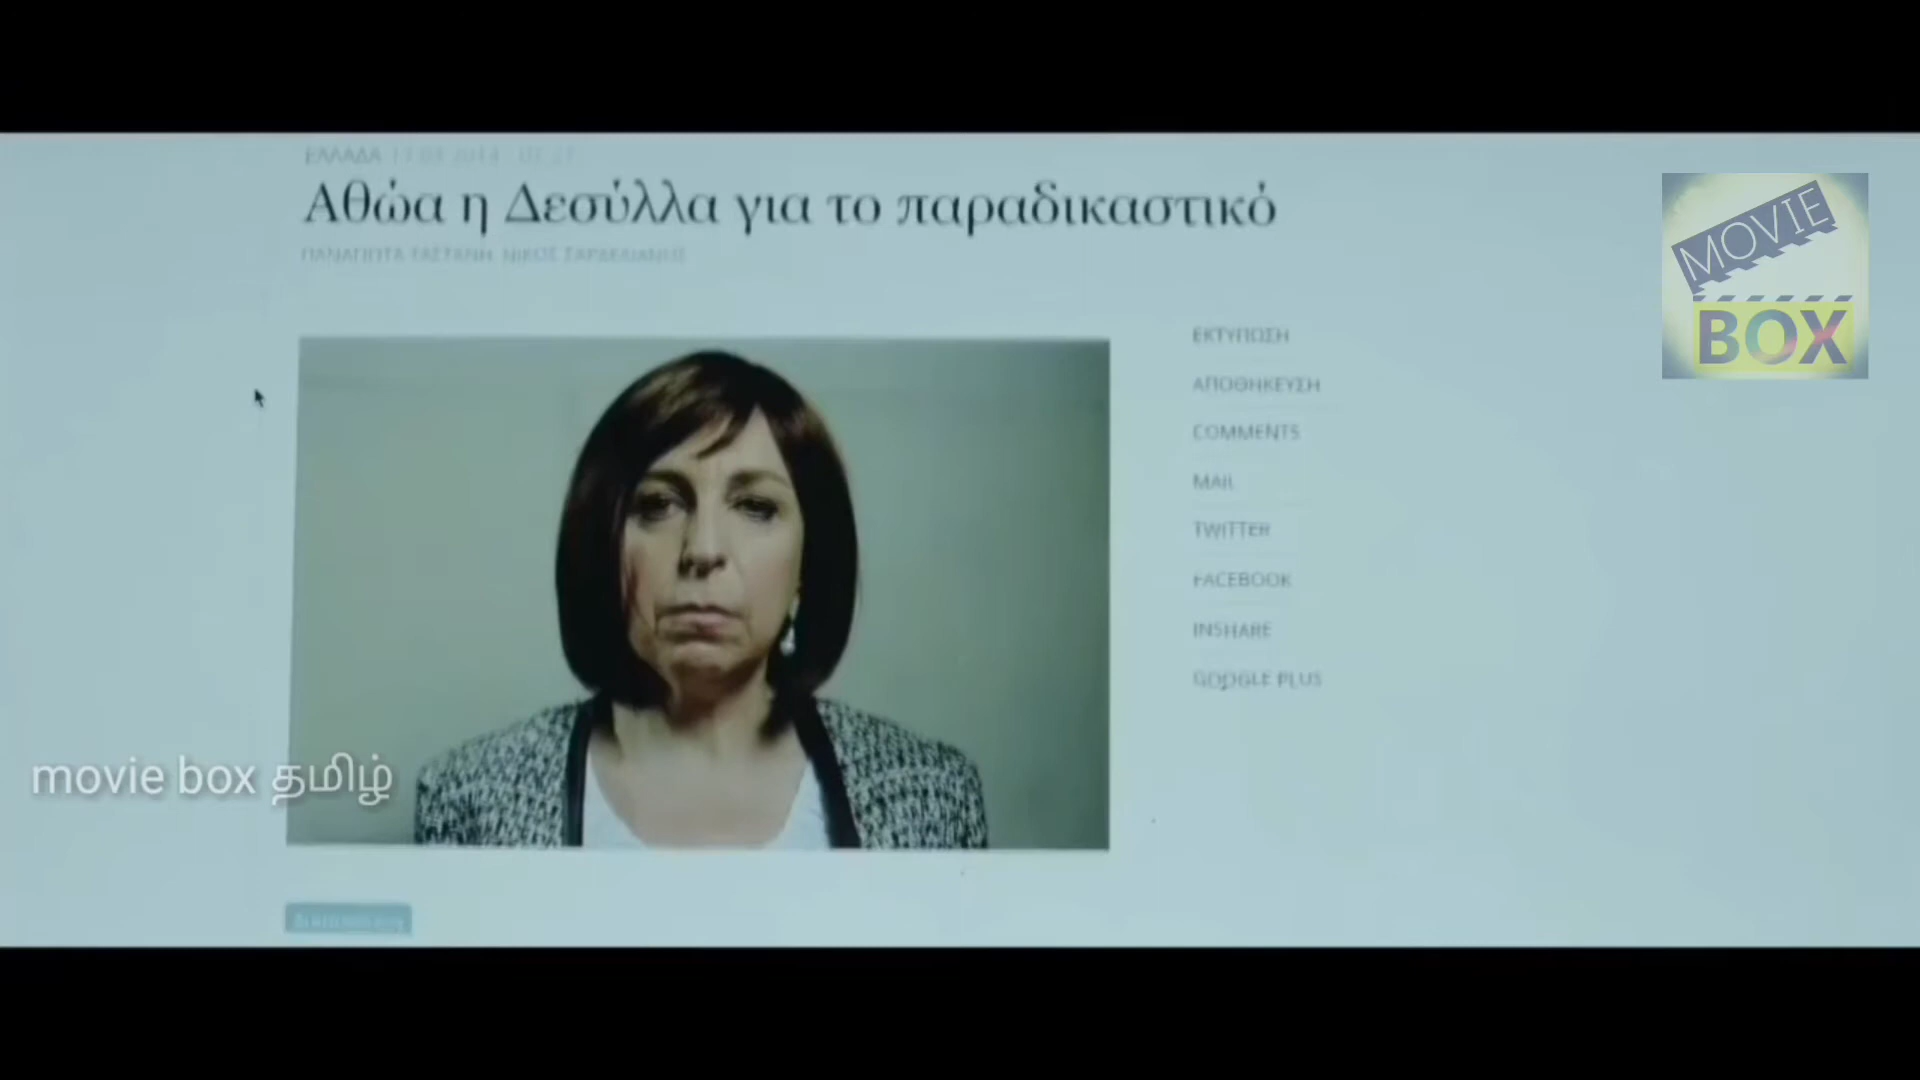 ΕΛΛΑΔΑ
Αθώα η Δεσύλλα για το παραδικαστικό
ΝΙΚΟΣ
MOVIE
BOX
ΕΚΤΥΠΩΣΗ
ΑΠΟΘΗΚΕΥΣΗ
COMMENTS
MAIL
TWITTER
FACEBOOK
INSHARE
GOOGLE PLUS
movie box தமிழ்